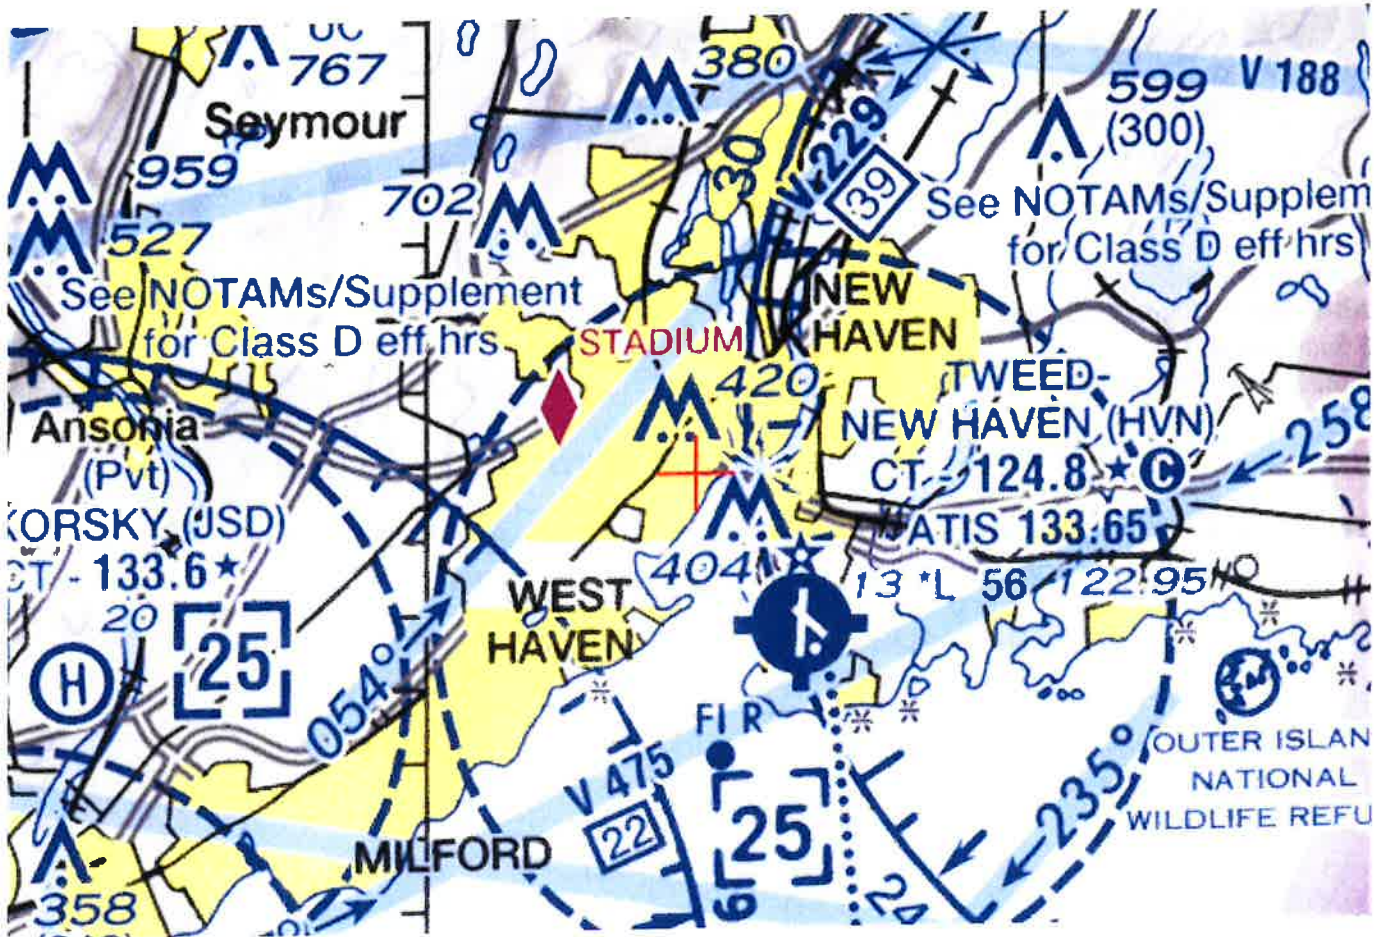 767
380
599
(300)
V 188
Seymour
959
702
30
V 229
39
527
See NOTAMs/Supplem
for Class D eff hrs
See NOTAMs/Supplement
for Class D eff hrs
NEW
HAVEN
STADIUM
420
TWEED-
NEW HAVEN (HVN)
CT - 124.8 ★ C
ATIS 133.65
13 *L 56 122.95
258
Ansonia
(Pvt)
KORSKY (JSD)
CT - 133.6 ★
20
25
H
054°
404
WEST
HAVEN
Fl R
V 475
22
25
235°
OUTER ISLAN
NATIONAL
WILDLIFE REFU
MILFORD
358